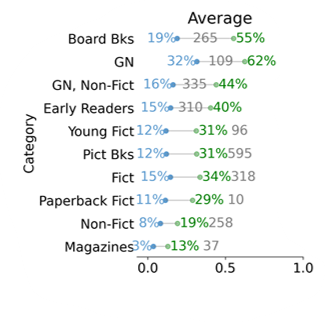 Average
Board Bks 19% 265 55%
GN 32% 109 62%
GN, Non-Fict 16% 335 44%
Early Readers 15% 310 40%
Young Fict 12% 31% 96
Pict Bks 12% 31% 595
Fict 15% 34% 318
Paperback Fict 11% 29% 10
Non-Fict 8% 19% 258
Magazines 3% 13% 37
0.0 0.5 1.0
Category